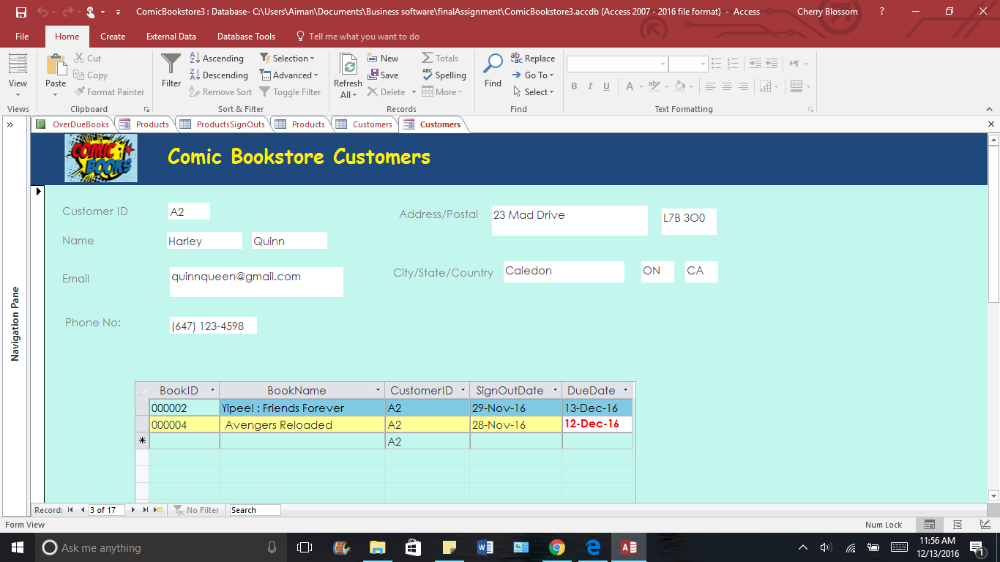 ComicBookstore3 : Database- C:\Users\Aiman\Documents\Business software\finalAssignment\ComicBookstore3.accdb (Access 2007 - 2016 file format) - Access
Cherry Blossom ?
File Home Create External Data Database Tools Tell me what you want to do
View
Views
Paste
Cut
Copy
Format Painter
Clipboard
Filter
Ascending
Descending
Remove Sort
Selection
Advanced
Toggle Filter
Sort & Filter
Refresh All
New
Save
Delete
Totals
Spelling
More
Records
Find
Replace
Go To
Select
Find
B I U A
Text Formatting
OverDueBooks Products ProductsSignOuts Products Customers Customers
Navigation Pane
COMIC BOOKS
Comic Bookstore Customers
Customer ID A2
Address/Postal 23 Mad Drive L7B 3O0
Name Harley Quinn
Email quinnqueen@gmail.com
City/State/Country Caledon ON CA
Phone No: (647) 123-4598
BookID BookName CustomerID SignOutDate DueDate
000002 Yipee! : Friends Forever A2 29-Nov-16 13-Dec-16
000004 Avengers Reloaded A2 28-Nov-16 12-Dec-16
* A2
Record: 3 of 17 No Filter Search
Form View Num Lock
Ask me anything
11:56 AM
12/13/2016
1